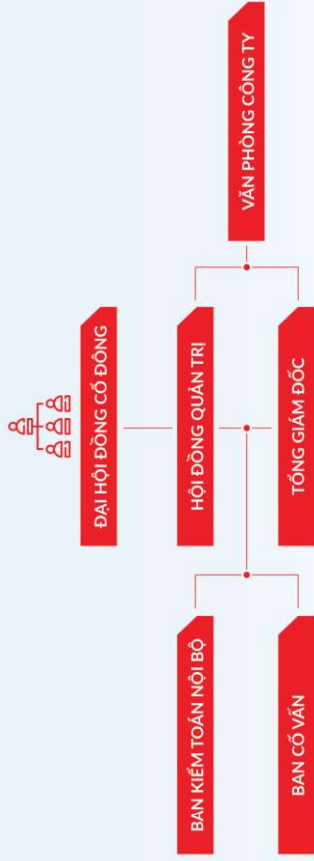 ĐẠI HỘI ĐỒNG CỔ ĐÔNG
HỘI ĐỒNG QUẢN TRỊ
BAN KIỂM TOÁN NỘI BỘ
VĂN PHÒNG CÔNG TY
BAN CỐ VẤN
TỔNG GIÁM ĐỐC